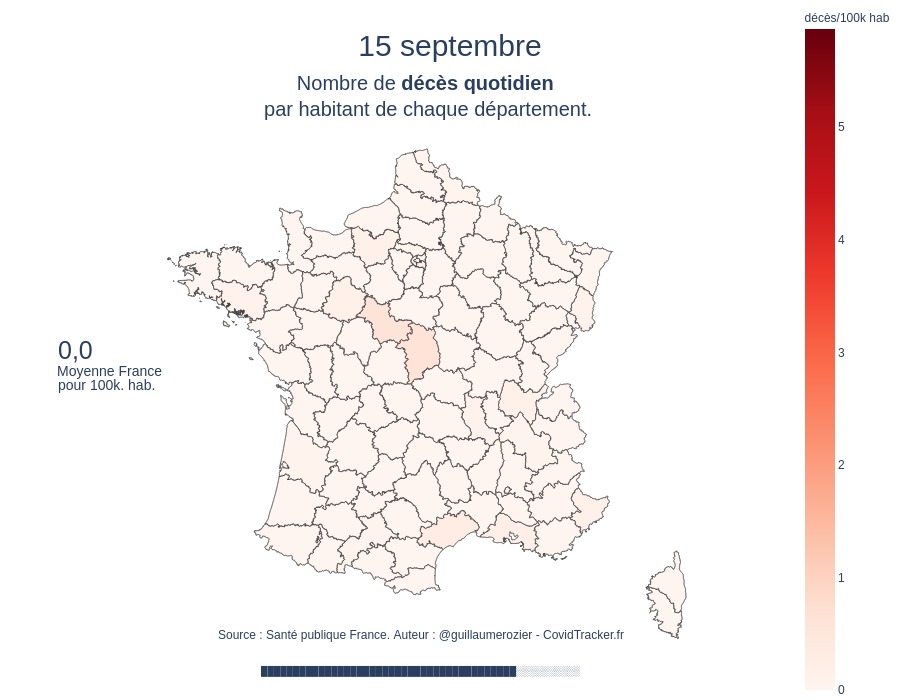 décès/100k hab
15 septembre
Nombre de décès quotidien
par habitant de chaque département.
5
4
3
2
1
0
0,0
Moyenne France
pour 100k. hab.
Source : Santé publique France. Auteur : @guillaumerozier - CovidTracker.fr